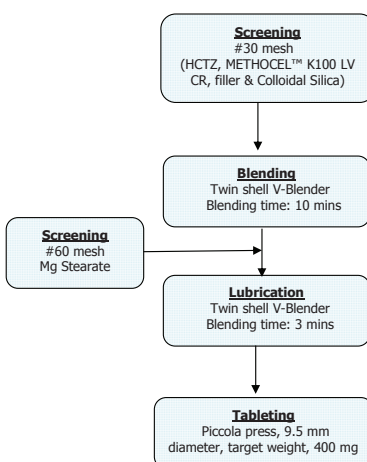 Screening
#30 mesh
(HCTZ, METHOCEL™ K100 LV
CR, filler & Colloidal Silica)
Blending
Twin shell V-Blender
Blending time: 10 mins
Screening
#60 mesh
Mg Stearate
Lubrication
Twin shell V-Blender
Blending time: 3 mins
Tableting
Piccola press, 9.5 mm
diameter, target weight, 400 mg